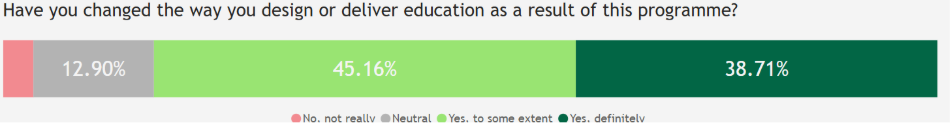 Have you changed the way you design or deliver education as a result of this programme?
12.90% 45.16% 38.71%
No, not really Neutral Yes, to some extent Yes, definitely